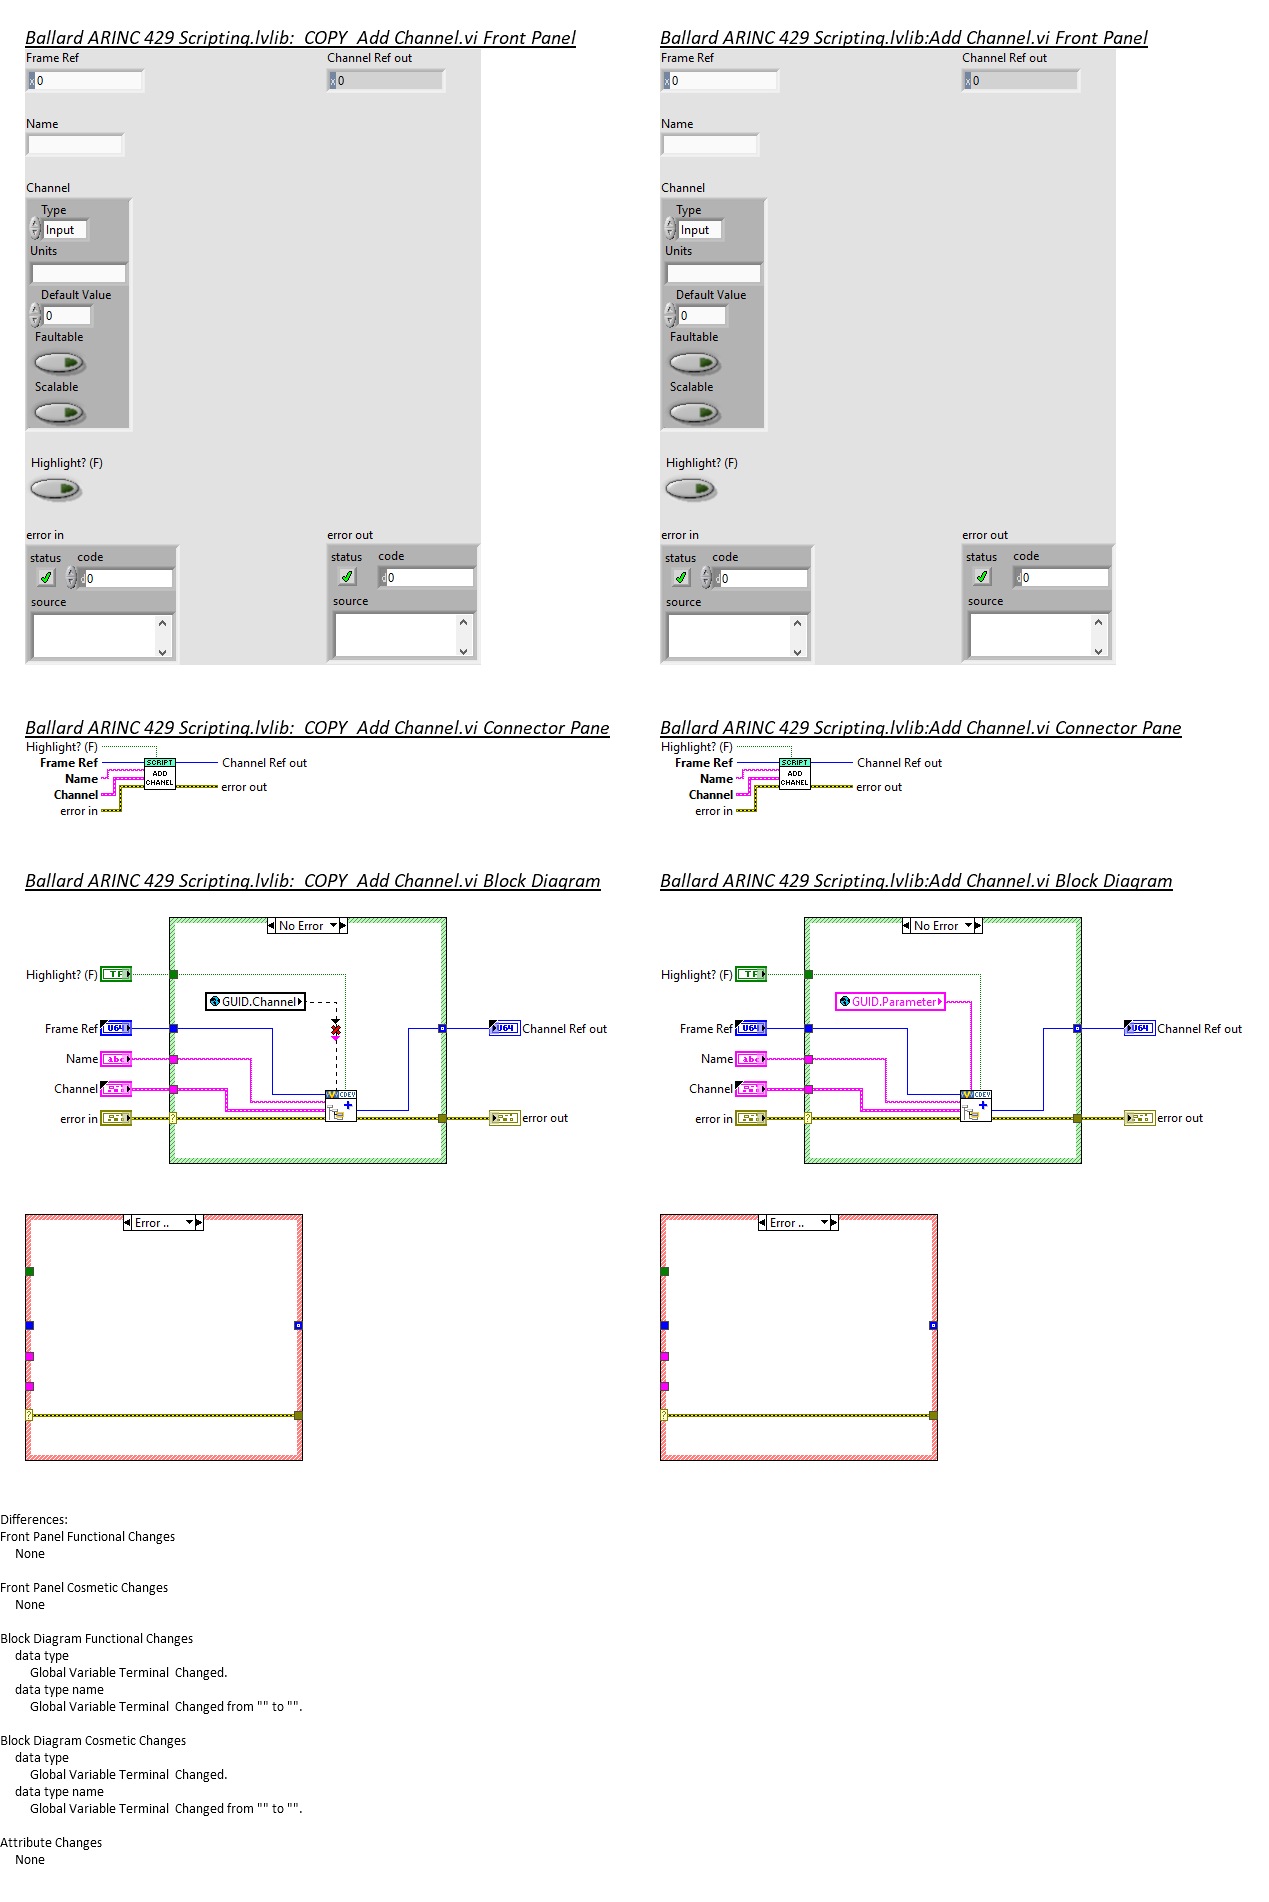 Ballard ARINC 429 Scripting.lvlib:_COPY_Add Channel.vi Front Panel
Frame Ref
Channel Ref out
x 0
x 0
Name
Channel
Type
Input
Units
Default Value
0
Faultable
Scalable
Highlight? (F)
error in
error out
status code
status code
d 0
d 0
source
source
Ballard ARINC 429 Scripting.lvlib:Add Channel.vi Front Panel
Frame Ref
Channel Ref out
x 0
x 0
Name
Channel
Type
Input
Units
Default Value
0
Faultable
Scalable
Highlight? (F)
error in
error out
status code
status code
d 0
d 0
source
source
Ballard ARINC 429 Scripting.lvlib:_COPY_Add Channel.vi Connector Pane
Highlight? (F)
Frame Ref
Name
Channel
error in
SCRIPT
ADD
CHANEL
Channel Ref out
error out
Ballard ARINC 429 Scripting.lvlib:Add Channel.vi Connector Pane
Highlight? (F)
Frame Ref
Name
Channel
error in
SCRIPT
ADD
CHANEL
Channel Ref out
error out
Ballard ARINC 429 Scripting.lvlib:_COPY_Add Channel.vi Block Diagram
No Error
Highlight? (F) TF
GUID.Channel
Frame Ref U64
U64 Channel Ref out
Name abc
Channel
CDEV
error in
?
error out
Error ..
?
Ballard ARINC 429 Scripting.lvlib:Add Channel.vi Block Diagram
No Error
Highlight? (F) TF
GUID.Parameter
Frame Ref U64
U64 Channel Ref out
Name abc
Channel
CDEV
error in
?
error out
Error ..
?
Differences:
Front Panel Functional Changes
None
Front Panel Cosmetic Changes
None
Block Diagram Functional Changes
data type
Global Variable Terminal  Changed.
data type name
Global Variable Terminal  Changed from "" to "".
Block Diagram Cosmetic Changes
data type
Global Variable Terminal  Changed.
data type name
Global Variable Terminal  Changed from "" to "".
Attribute Changes
None